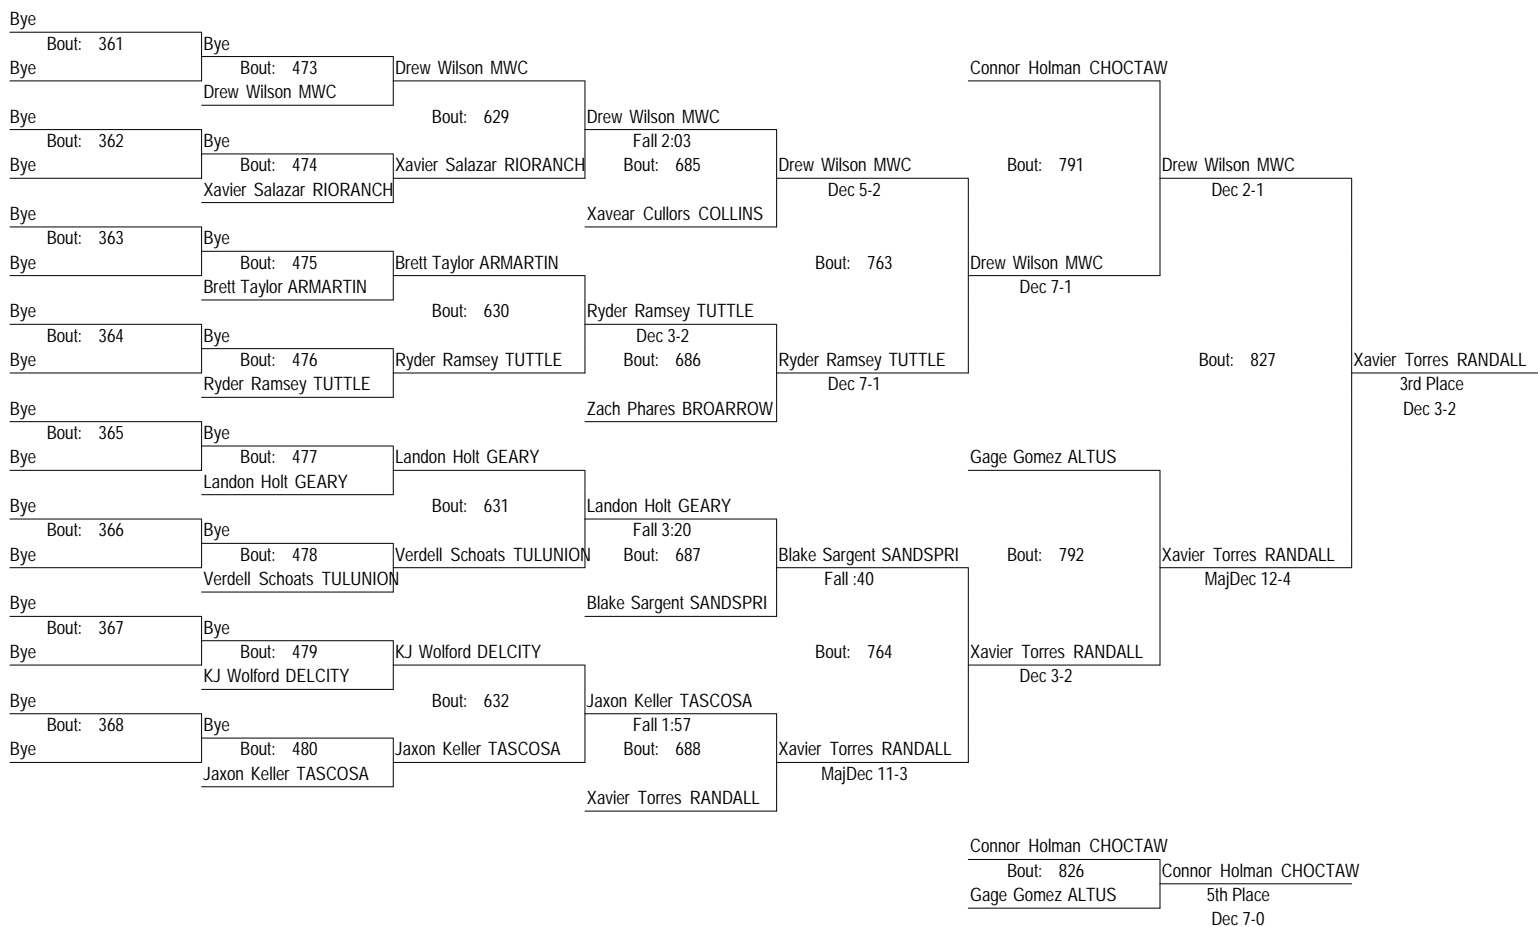 Bye
Bout: 361
Bye
Bye
Bout: 473
Drew Wilson MWC
Drew Wilson MWC
Connor Holman CHOCTAW
Bye
Drew Wilson MWC
Bout: 629
Drew Wilson MWC
Bye
Bout: 362
Bye
Fall 2:03
Bye
Bout: 474
Xavier Salazar RIORANCH
Bout: 685
Drew Wilson MWC
Bout: 791
Drew Wilson MWC
Xavier Salazar RIORANCH
Dec 5-2
Dec 2-1
Bye
Xavear Cullors COLLINS
Bout: 363
Bye
Bye
Bout: 475
Brett Taylor ARMARTIN
Bout: 763
Drew Wilson MWC
Brett Taylor ARMARTIN
Dec 7-1
Bye
Bout: 630
Ryder Ramsey TUTTLE
Bout: 364
Bye
Dec 3-2
Bye
Bout: 476
Ryder Ramsey TUTTLE
Bout: 686
Ryder Ramsey TUTTLE
Bout: 827
Xavier Torres RANDALL
Ryder Ramsey TUTTLE
Dec 7-1
3rd Place
Bye
Zach Phares BROARROW
Dec 3-2
Bout: 365
Bye
Bye
Bout: 477
Landon Holt GEARY
Gage Gomez ALTUS
Landon Holt GEARY
Bye
Bout: 631
Landon Holt GEARY
Bout: 366
Bye
Fall 3:20
Bye
Bout: 478
Verdell Schoats TULUNION
Bout: 687
Blake Sargent SANDSPRI
Bout: 792
Xavier Torres RANDALL
Verdell Schoats TULUNION
Fall :40
MajDec 12-4
Bye
Blake Sargent SANDSPRI
Bout: 367
Bye
Bye
Bout: 479
KJ Wolford DELCITY
Bout: 764
Xavier Torres RANDALL
KJ Wolford DELCITY
Dec 3-2
Bye
Bout: 632
Jaxon Keller TASCOSA
Bout: 368
Bye
Fall 1:57
Bye
Bout: 480
Jaxon Keller TASCOSA
Bout: 688
Xavier Torres RANDALL
Jaxon Keller TASCOSA
MajDec 11-3
Xavier Torres RANDALL
Connor Holman CHOCTAW
Bout: 826
Connor Holman CHOCTAW
Gage Gomez ALTUS
5th Place
Dec 7-0